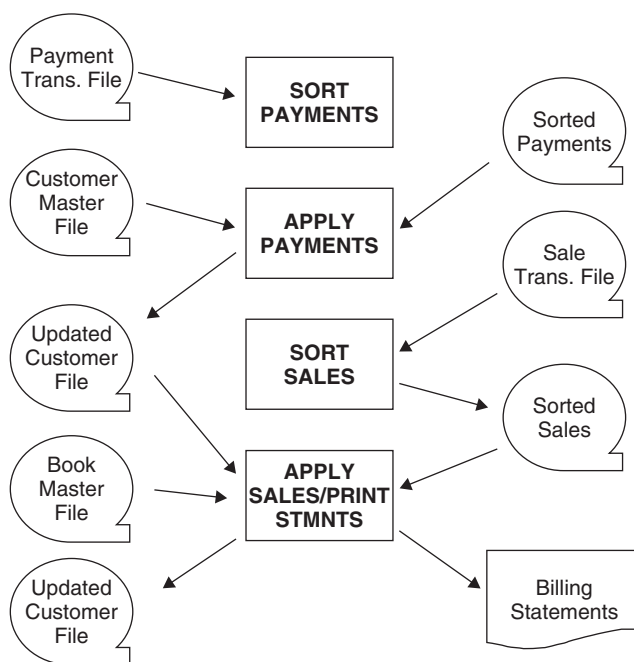 Payment
Trans. File
SORT
PAYMENTS
Sorted
Payments
Customer
Master
File
APPLY
PAYMENTS
Sale
Trans. File
Updated
Customer
File
SORT
SALES
Sorted
Sales
Book
Master
File
APPLY
SALES/PRINT
STMNTS
Updated
Customer
File
Billing
Statements